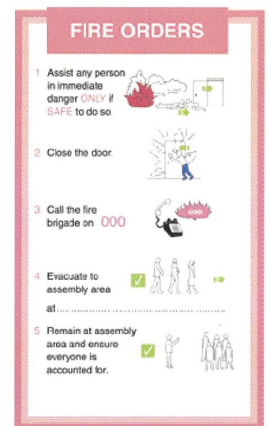 FIRE ORDERS
1 Assist any person
in immediate
danger ONLY if
SAFE to do so.
2 Close the door.
3 Call the fire
brigade on 000
000
4. Evacuate to
assembly area
at....................................................
5. Remain at assembly
area and ensure
everyone is
accounted for.